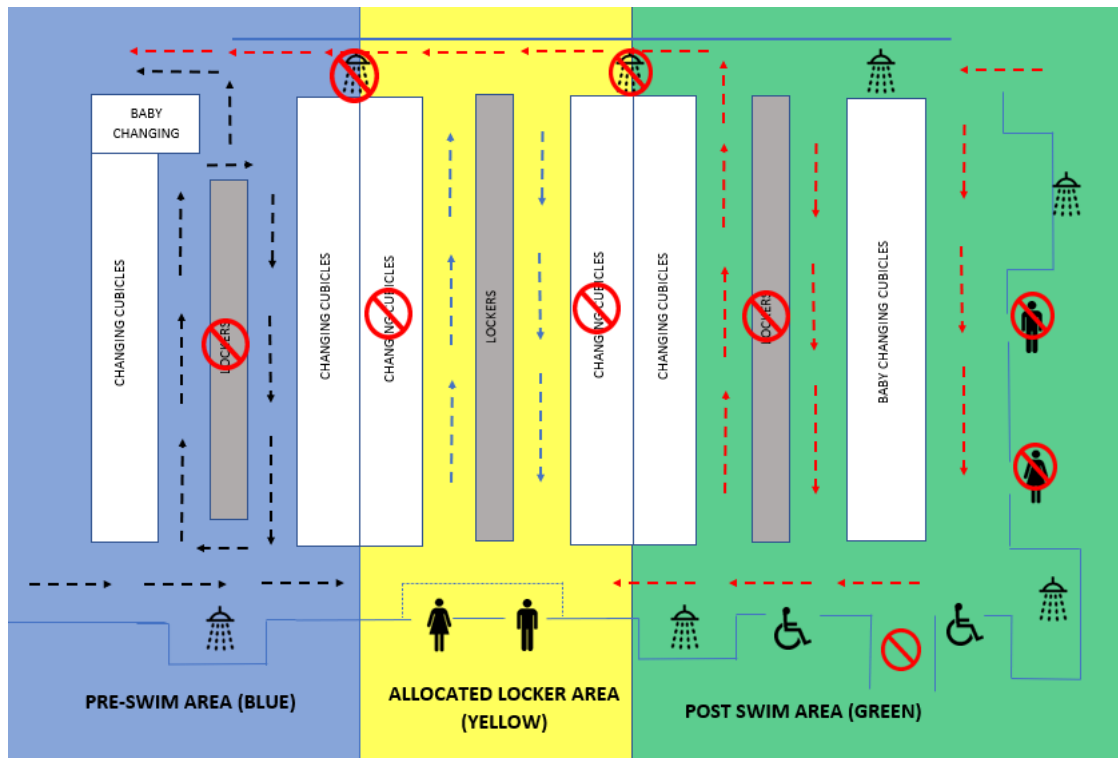 BABY
CHANGING
CHANGING CUBICLES
LOCKERS
CHANGING CUBICLES
CHANGING CUBICLES
LOCKERS
CHANGING CUBICLES
CHANGING CUBICLES
LOCKERS
BABY CHANGING CUBICLES
PRE-SWIM AREA (BLUE)
ALLOCATED LOCKER AREA
(YELLOW)
POST SWIM AREA (GREEN)